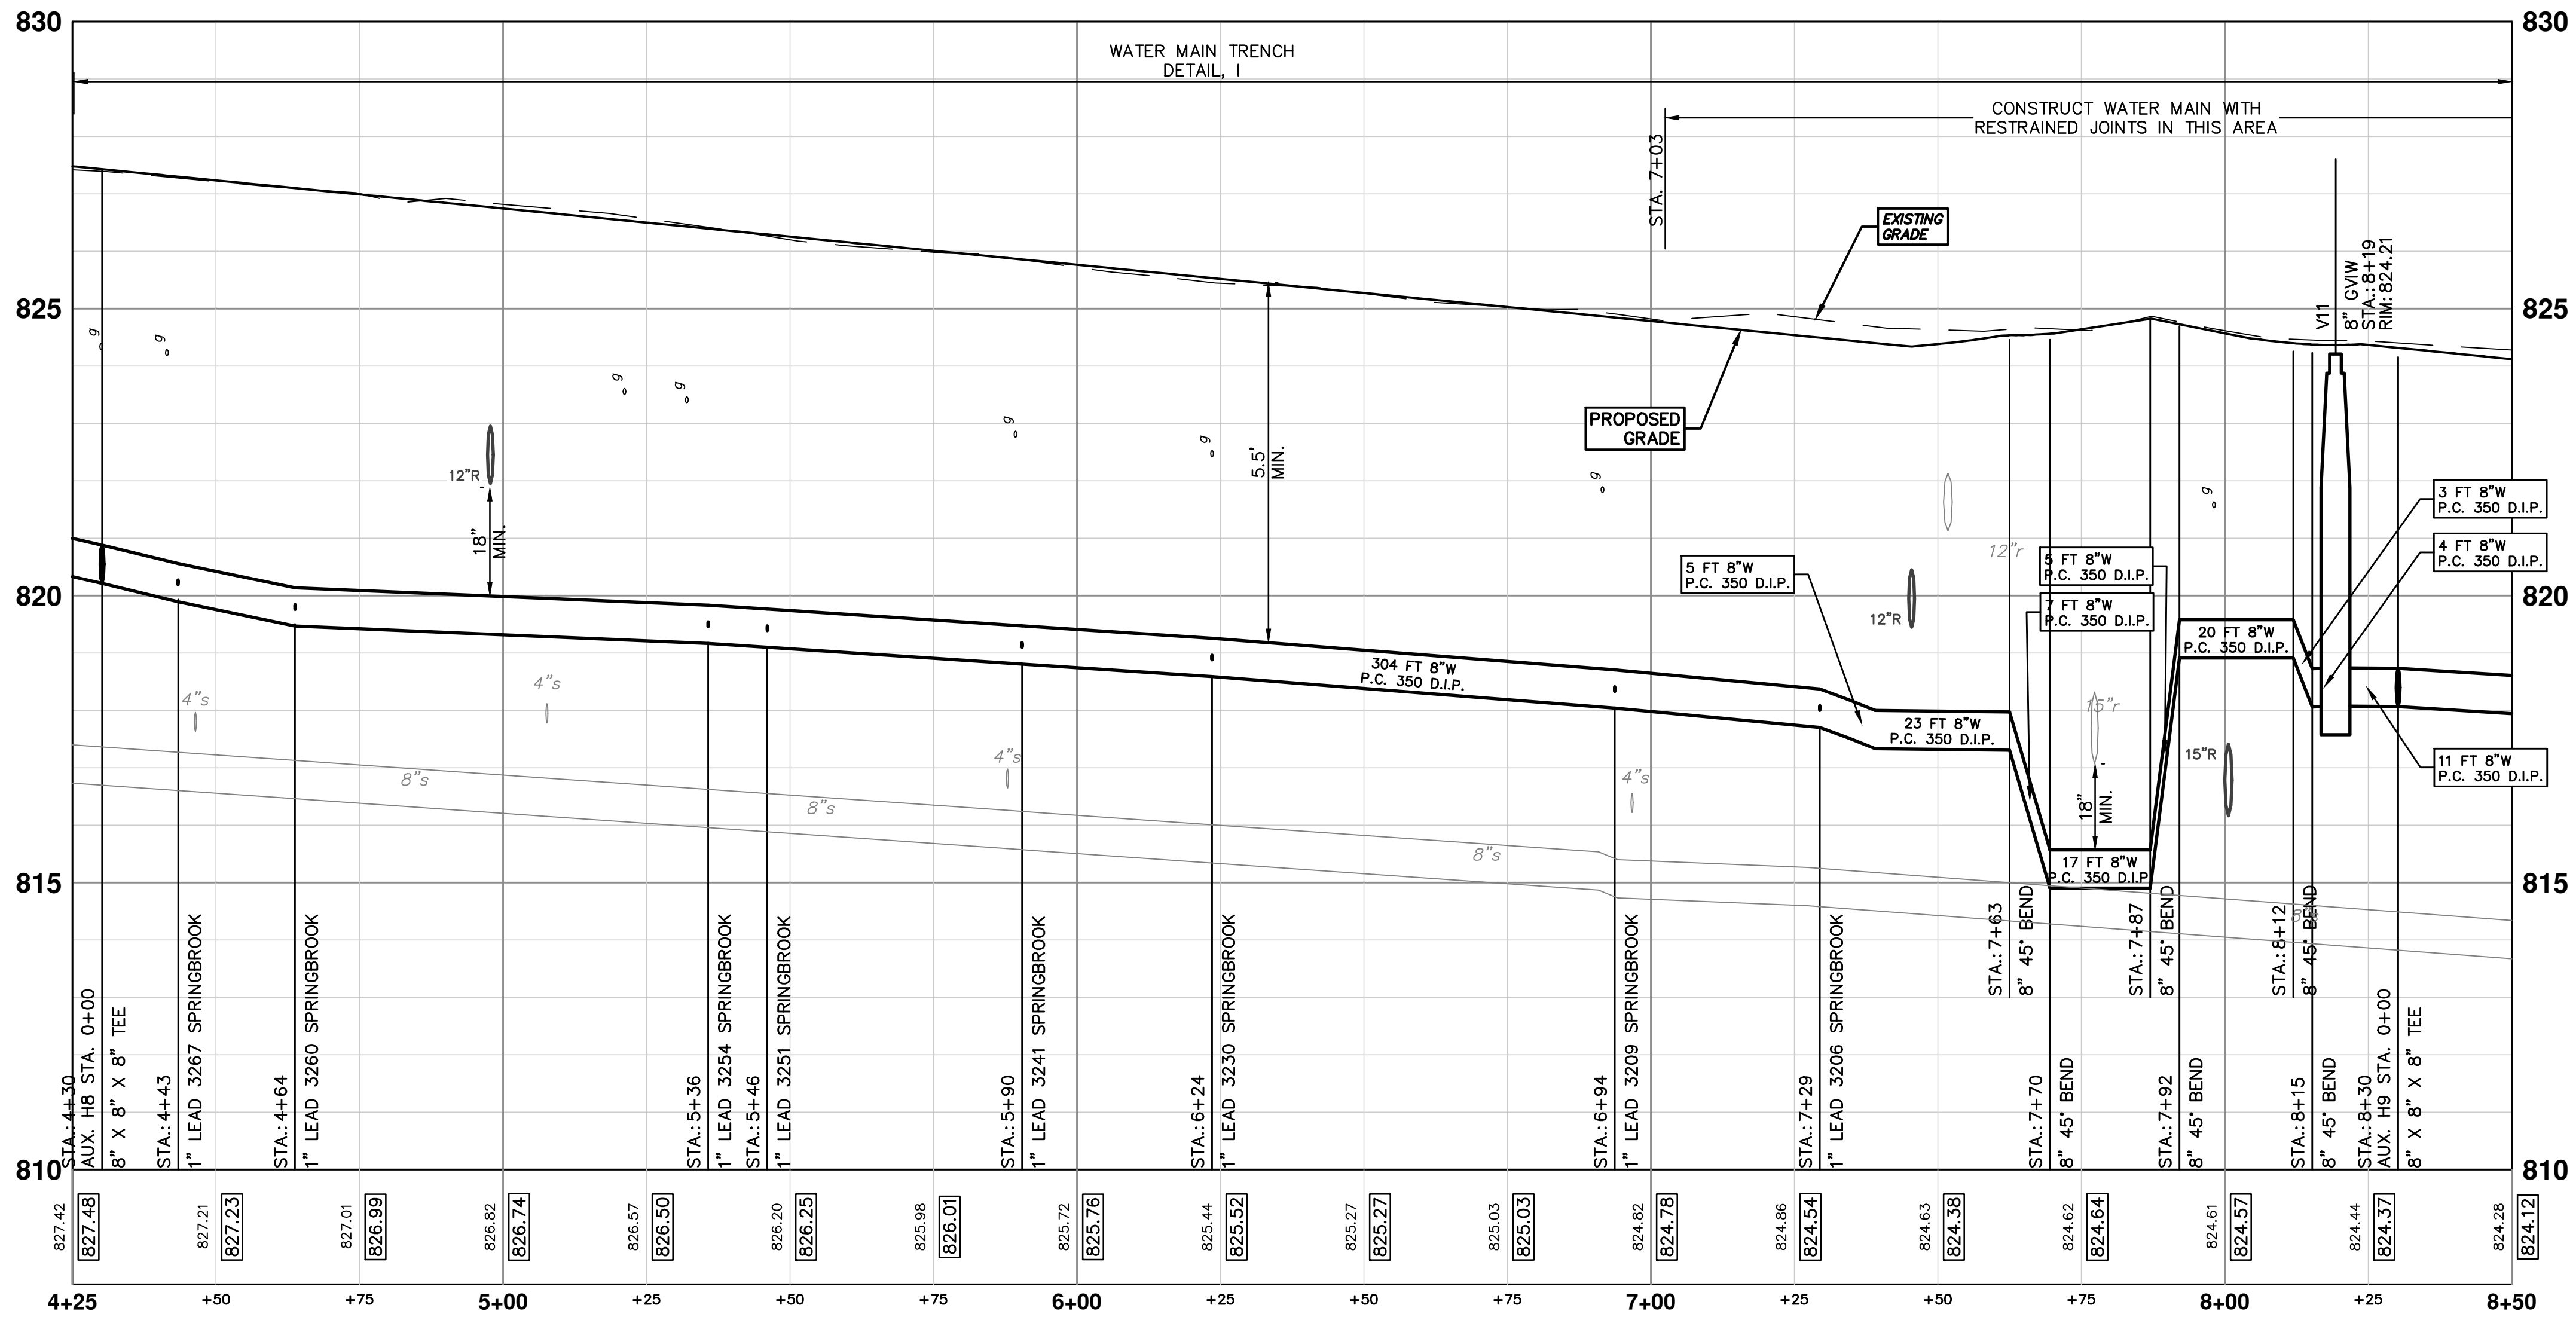 830
830
WATER MAIN TRENCH
DETAIL, I
CONSTRUCT WATER MAIN WITH
RESTRAINED JOINTS IN THIS AREA
STA. 7+03
EXISTING
GRADE
V11
8" GVIW
STA.:8+19
RIM:824.21
825
825
g
g
g
g
g
g
g
g
PROPOSED
GRADE
5.5'
MIN.
12"R
18"
MIN.
3 FT 8"W
P.C. 350 D.I.P.
4 FT 8"W
P.C. 350 D.I.P.
12"r
5 FT 8"W
P.C. 350 D.I.P.
5 FT 8"W
P.C. 350 D.I.P.
7 FT 8"W
P.C. 350 D.I.P.
820
820
12"R
20 FT 8"W
P.C. 350 D.I.P.
304 FT 8"W
P.C. 350 D.I.P.
4"s
4"s
4"s
4"s
15"r
23 FT 8"W
P.C. 350 D.I.P.
15"R
11 FT 8"W
P.C. 350 D.I.P.
8"s
8"s
8"s
18"
MIN.
17 FT 8"W
P.C. 350 D.I.P
815
815
8"s
STA.:4+30
AUX. H8 STA. 0+00
8" X 8" X 8" TEE
STA.:4+43
1" LEAD 3267 SPRINGBROOK
STA.:4+64
1" LEAD 3260 SPRINGBROOK
STA.:5+36
1" LEAD 3254 SPRINGBROOK
STA.:5+46
1" LEAD 3251 SPRINGBROOK
STA.:5+90
1" LEAD 3241 SPRINGBROOK
STA.:6+24
1" LEAD 3230 SPRINGBROOK
STA.:6+94
1" LEAD 3209 SPRINGBROOK
STA.:7+29
1" LEAD 3206 SPRINGBROOK
STA.:7+63
8" 45° BEND
STA.:7+70
8" 45° BEND
STA.:7+87
8" 45° BEND
STA.:7+92
8" 45° BEND
STA.:8+12
8" 45° BEND
STA.:8+15
8" 45° BEND
STA.:8+30
AUX. H9 STA. 0+00
8" X 8" X 8" TEE
810
810
827.42
827.48
827.21
827.23
827.01
826.99
826.82
826.74
826.57
826.50
826.20
826.25
825.98
826.01
825.72
825.76
825.44
825.52
825.27
825.27
825.03
825.03
824.82
824.78
824.86
824.54
824.63
824.38
824.62
824.64
824.61
824.57
824.44
824.37
824.28
824.12
4+25
+50
+75
5+00
+25
+50
+75
6+00
+25
+50
+75
7+00
+25
+50
+75
8+00
+25
8+50